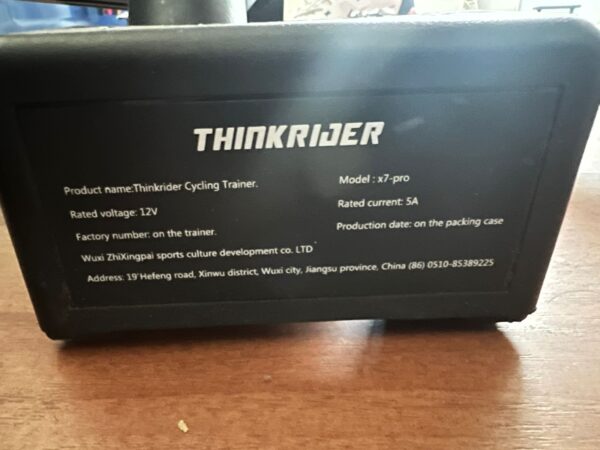 THINKRIDER
Product name:Thinkrider Cycling Trainer.
Model : x7-pro
Rated voltage: 12V
Rated current: 5A
Factory number: on the trainer.
Production date: on the packing case
Wuxi ZhiXingpai sports culture development co. LTD
Address: 19'Hefeng road, Xinwu district, Wuxi city, Jiangsu province, China (86) 0510-85389225